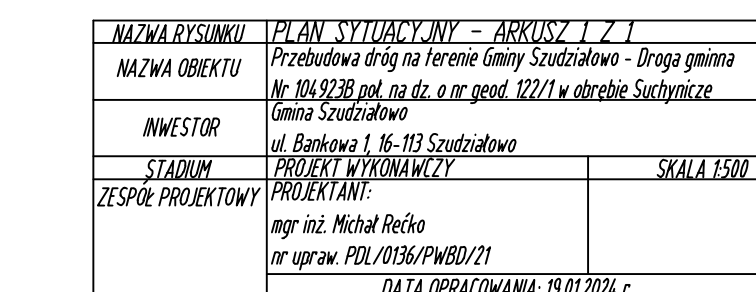 NAZWA RYSUNKU PLAN SYTUACYJNY - ARKUSZ 1 Z 1
NAZWA OBIEKTU
Przebudowa dróg na terenie Gminy Szudziałowo - Droga gminna
Nr 104923B poł. na dz. o nr geod. 122/1 w obrębie Suchynicze
INWESTOR
Gmina Szudziałowo
ul. Bankowa 1, 16-113 Szudziałowo
STADIUM PROJEKT WYKONAWCZY SKALA 1:500
ZESPÓŁ PROJEKTOWY PROJEKTANT:
mgr inż. Michał Rećko
nr upraw. PDL/0136/PWBD/21
DATA OPRACOWANIA: 19.01.2024 r.